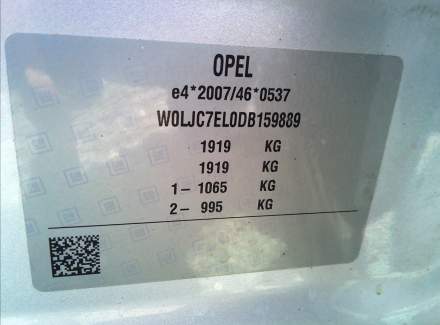 OPEL
e4*2007/46*0537
W0LJC7EL0DB159889
1919 KG
1919 KG
1– 1065 KG
2– 995 KG